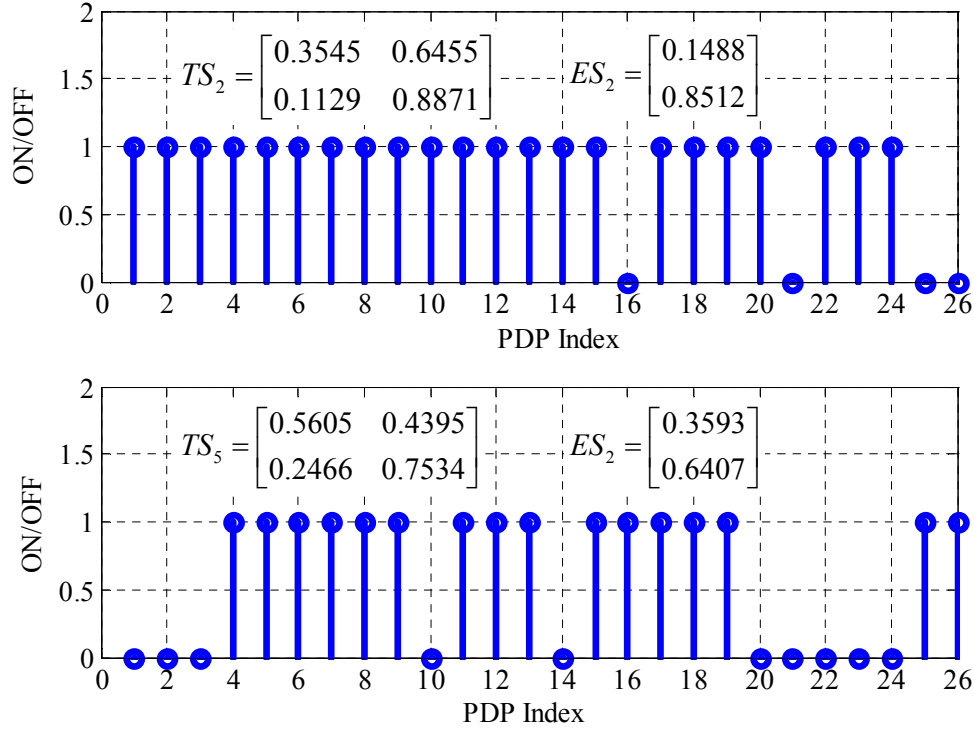 2
1.5
1
0.5
0
ON/OFF
TS₂ = [0.3545 0.6455
0.1129 0.8871]
ES₂ = [0.1488
0.8512]
0 2 4 6 8 10 12 14 16 18 20 22 24 26
PDP Index
2
1.5
1
0.5
0
ON/OFF
TS₅ = [0.5605 0.4395
0.2466 0.7534]
ES₂ = [0.3593
0.6407]
0 2 4 6 8 10 12 14 16 18 20 22 24 26
PDP Index